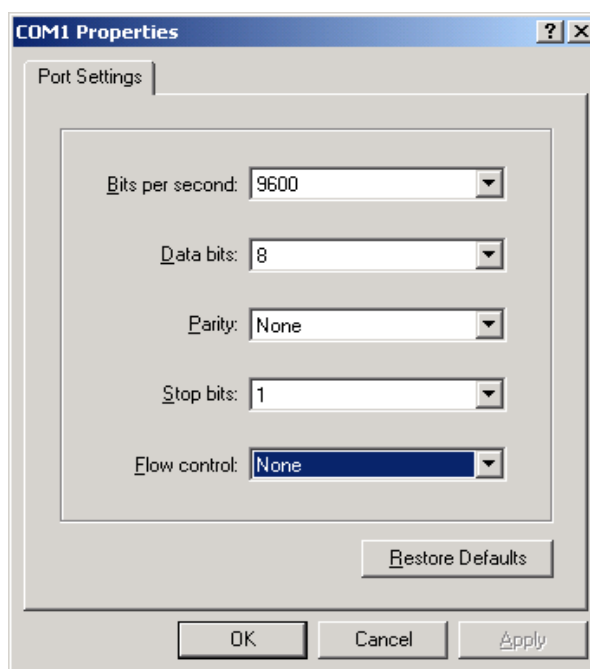 COM1 Properties
Port Settings
Bits per second: 9600
Data bits: 8
Parity: None
Stop bits: 1
Flow control: None
Restore Defaults
OK Cancel Apply